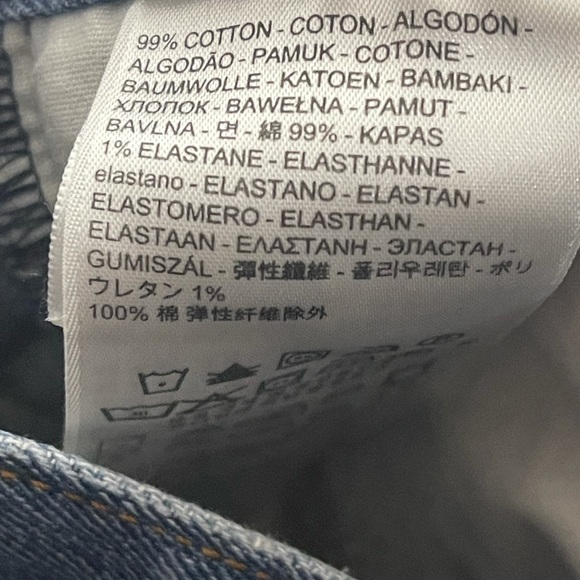 99% COTTON - COTON - ALGODÓN -
ALGODÃO - PAMUK - COTONE -
BAUMWOLLE - KATOEN - BAMBAKI -
ХЛОПОК - BAWEŁNA - PAMUT -
BAVLNA - 면 - 綿 99% - KAPAS
1% ELASTANE - ELASTHANNE -
elastano - ELASTANO - ELASTAN -
ELASTOMERO - ELASTHAN -
ELASTAAN - ΕΛΑΣΤΑΝΗ - ЭЛАСТАН -
GUMISZÁL - 彈性纖維 - 폴리우레탄 - ポリ
ウレタン 1%
100% 棉 弹性纤维除外